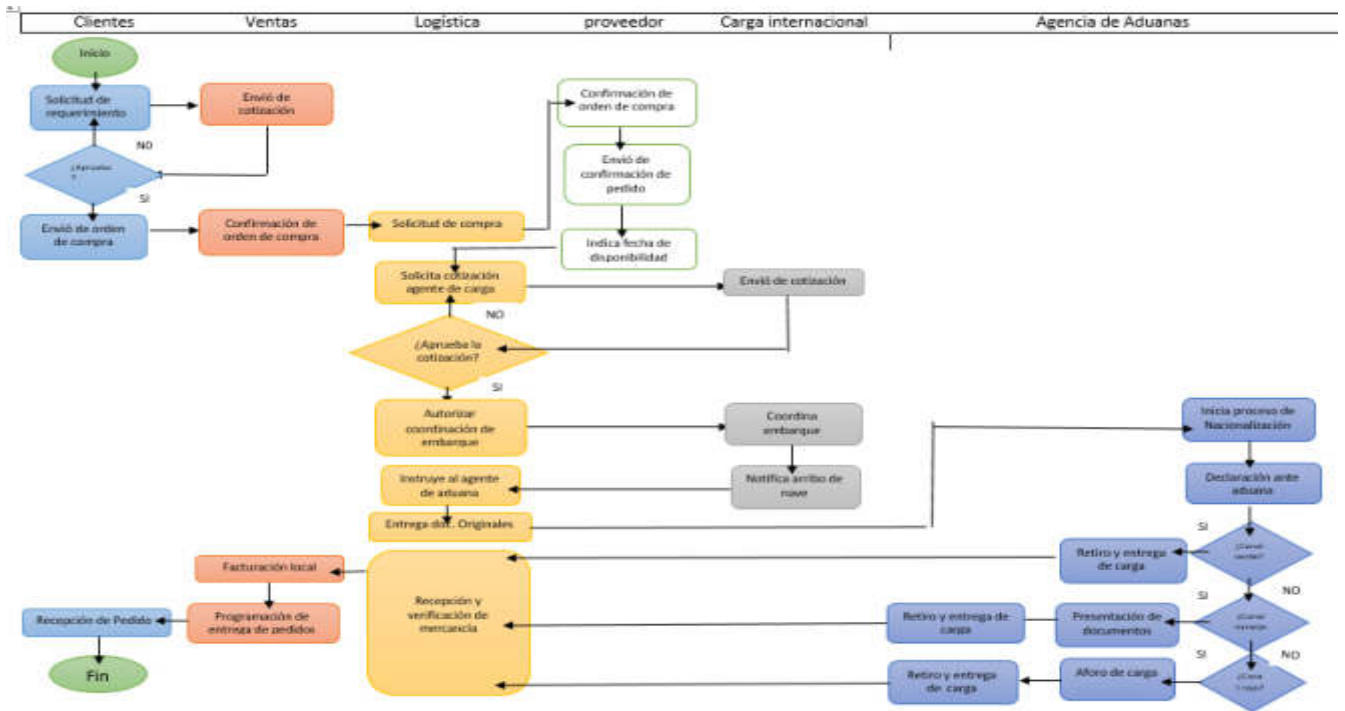 Clientes Ventas Logística proveedor Carga internacional Agencia de Aduanas
Inicio
Solicitud de
requerimiento
Envió de
cotización
Confirmación de
orden de compra
NO
Envió de
confirmación de
pedido
SI
Envió de orden
de compra
Confirmación de
orden de compra
Solicitud de compra
Indica fecha de
disponibilidad
Solicita cotización
agente de carga
Envió de cotización
NO
¿Aprueba la
cotización?
SI
Autorizar
coordinación de
embarque
Coordina
embarque
Inicia proceso de
Nacionalización
Instruye al agente
de aduana
Notifica arribo de
nave
Declaración ante
aduana
Entrega doc. Originales
SI
Retiro y entrega
de carga
NO
Facturación local
Recepción y
verificación de
mercancía
SI
Recepción de Pedido
Programación de
entrega de pedidos
Retiro y entrega de
carga
Presentación de
documentos
SI
NO
Fin
Retiro y entrega
de carga
Aforo de carga